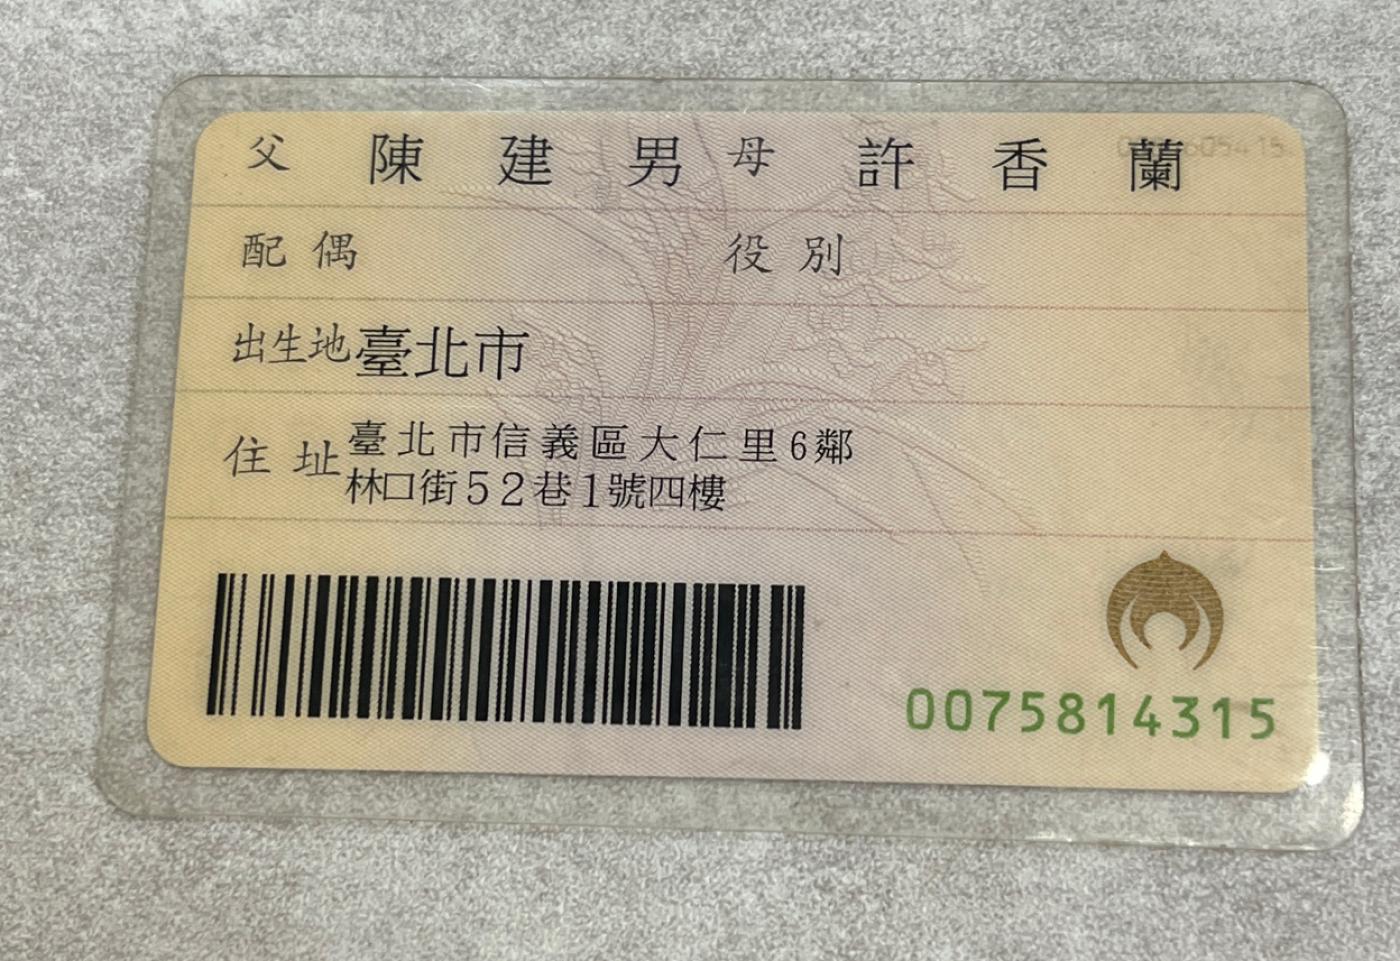 父 陳建男 母 許香蘭
配偶 役別
出生地 臺北市
住址 臺北市信義區大仁里6鄰
林口街52巷1號四樓
0075814315